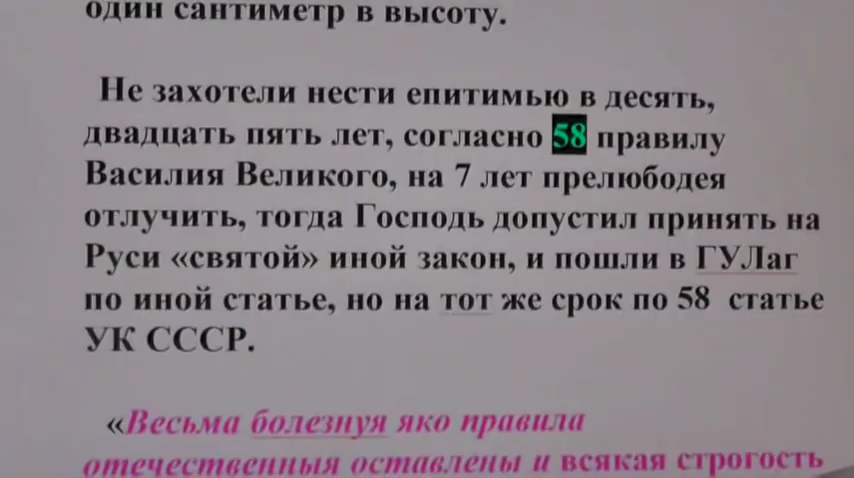 один сантиметр в высоту.
Не захотели нести епитимью в десять,
двадцать пять лет, согласно 58 правилу
Василия Великого, на 7 лет прелюбодея
отлучить, тогда Господь допустил принять на
Руси «святой» иной закон, и пошли в ГУЛаг
по иной статье, но на тот же срок по 58 статье
УК СССР.
«Весьма болезнуя яко правила
отечественныя оставлены и всякая строгость